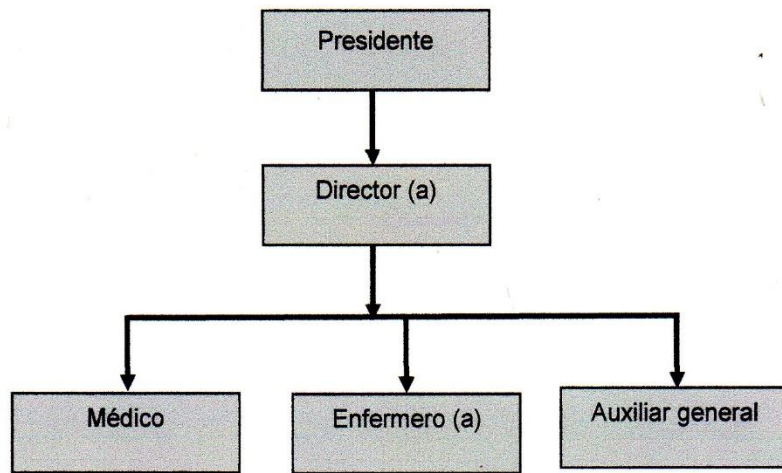 Presidente
Director (a)
Médico
Enfermero (a)
Auxiliar general